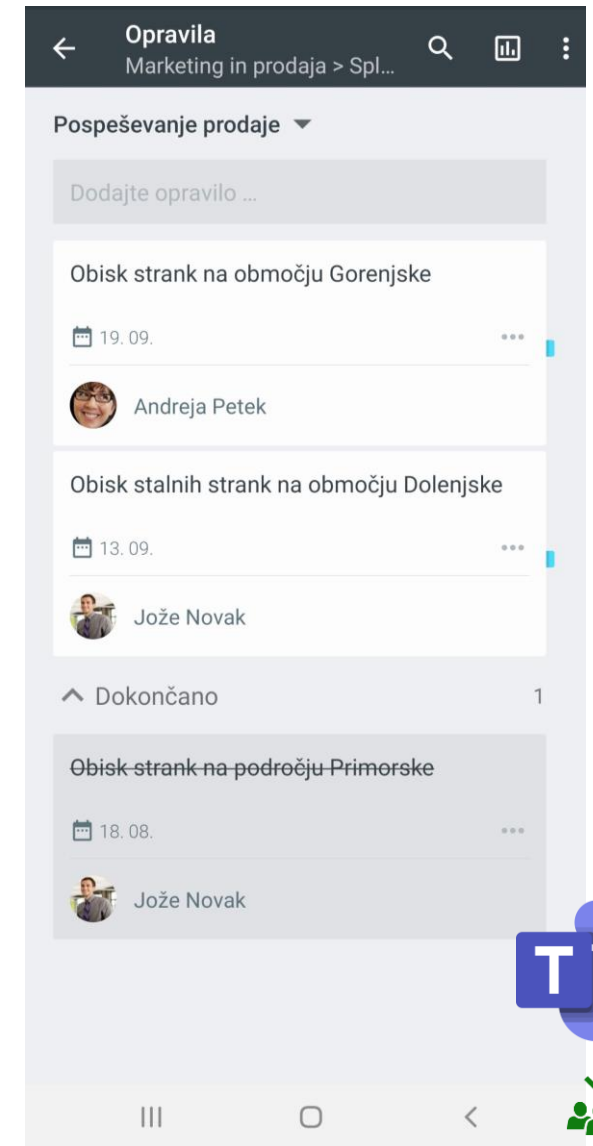 Opravila
Marketing in prodaja > Spl...
Pospeševanje prodaje
Dodajte opravilo ...
Obisk strank na območju Gorenjske
19. 09.
Andreja Petek
Obisk stalnih strank na območju Dolenjske
13. 09.
Jože Novak
Dokončano
1
Obisk strank na področju Primorske
18. 08.
Jože Novak
T